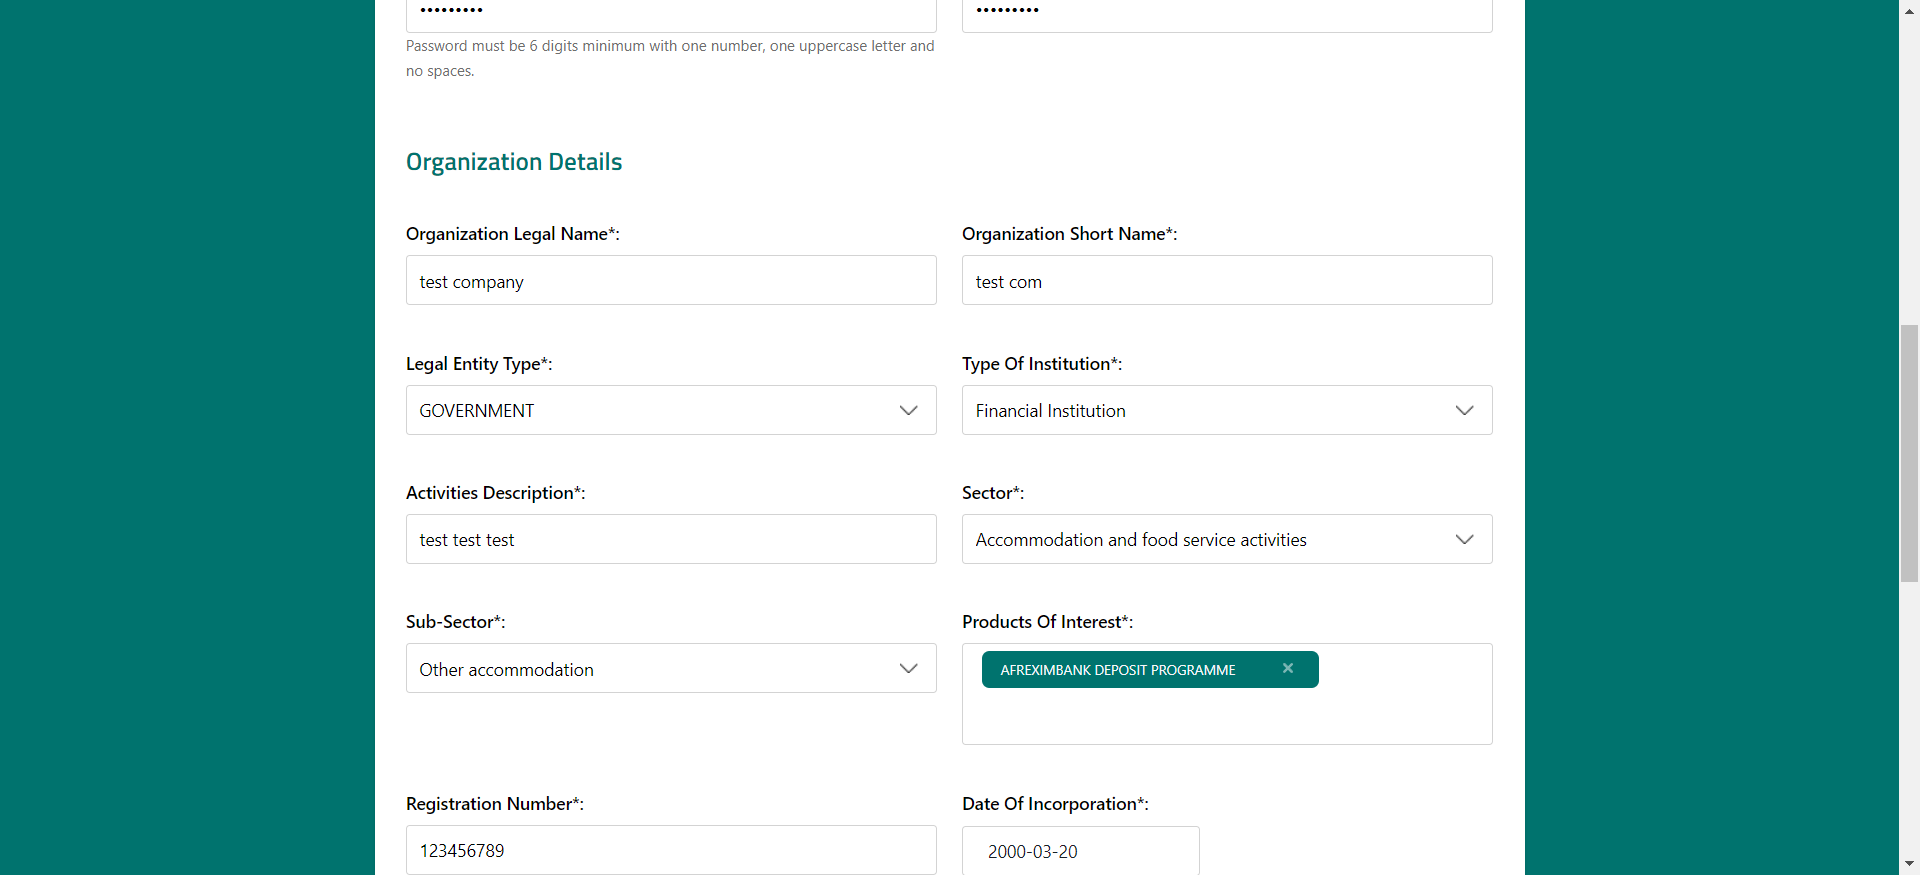 •••••••••
•••••••••
Password must be 6 digits minimum with one number, one uppercase letter and
no spaces.
Organization Details
Organization Legal Name*:
Organization Short Name*:
test company
test com
Legal Entity Type*:
Type Of Institution*:
GOVERNMENT
Financial Institution
Activities Description*:
Sector*:
test test test
Accommodation and food service activities
Sub-Sector*:
Products Of Interest*:
Other accommodation
AFREXIMBANK DEPOSIT PROGRAMME
Registration Number*:
Date Of Incorporation*:
123456789
2000-03-20